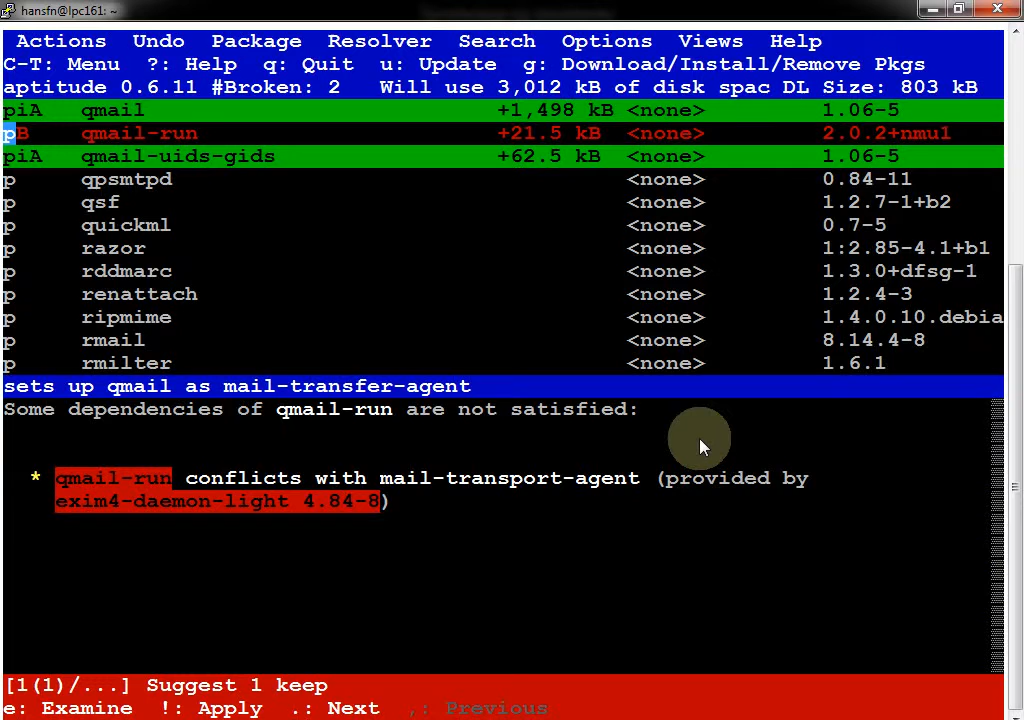 hansfn@lpc161: ~
Actions Undo Package Resolver Search Options Views Help
C-T: Menu ?: Help q: Quit u: Update g: Download/Install/Remove Pkgs
aptitude 0.6.11 #Broken: 2 Will use 3,012 kB of disk spac DL Size: 803 kB
piA qmail +1,498 kB <none> 1.06-5
pB qmail-run +21.5 kB <none> 2.0.2+nmu1
piA qmail-uids-gids +62.5 kB <none> 1.06-5
p qpsmtpd <none> 0.84-11
p qsf <none> 1.2.7-1+b2
p quickml <none> 0.7-5
p razor <none> 1:2.85-4.1+b1
p rddmarc <none> 1.3.0+dfsg-1
p renattach <none> 1.2.4-3
p ripmime <none> 1.4.0.10.debia
p rmail <none> 8.14.4-8
p rmilter <none> 1.6.1
sets up qmail as mail-transfer-agent
Some dependencies of qmail-run are not satisfied:
* qmail-run conflicts with mail-transport-agent (provided by
exim4-daemon-light 4.84-8)
[1(1)/...] Suggest 1 keep
e: Examine !: Apply .: Next ,: Previous